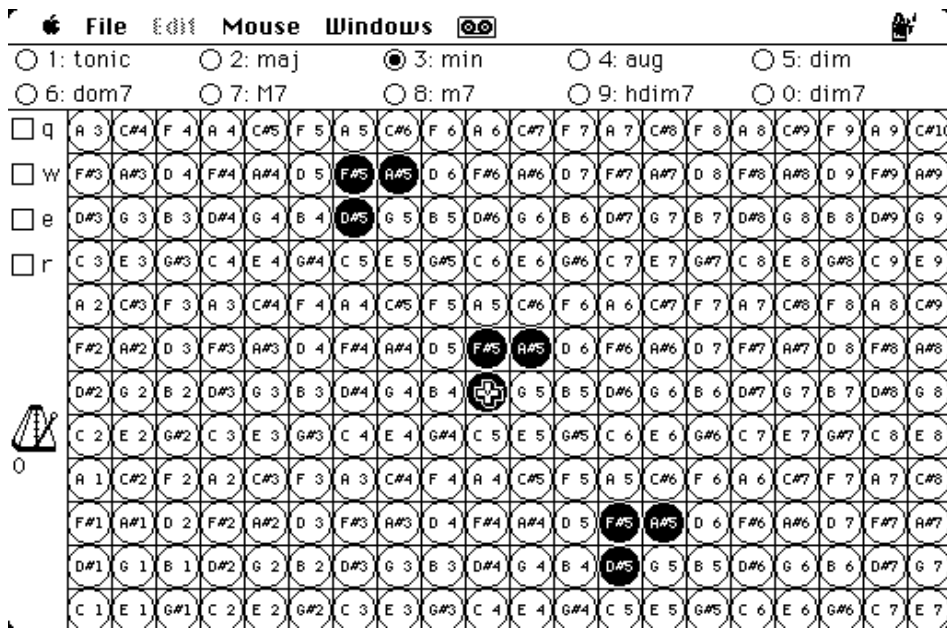 File Edit Mouse Windows
1: tonic 2: maj 3: min 4: aug 5: dim
6: dom7 7: M7 8: m7 9: hdim7 0: dim7
q A 3 C#4 F 4 A 4 C#5 F 5 A 5 C#6 F 6 A 6 C#7 F 7 A 7 C#8 F 8 A 8 C#9 F 9 A 9 C#1
w F#3 A#3 D 4 F#4 A#4 D 5 F#5 A#5 D 6 F#6 A#6 D 7 F#7 A#7 D 8 F#8 A#8 D 9 F#9 A#9
e D#3 G 3 B 3 D#4 G 4 B 4 D#5 G 5 B 5 D#6 G 6 B 6 D#7 G 7 B 7 D#8 G 8 B 8 D#9 G 9
r C 3 E 3 G#3 C 4 E 4 G#4 C 5 E 5 G#5 C 6 E 6 G#6 C 7 E 7 G#7 C 8 E 8 G#8 C 9 E 9
A 2 C#3 F 3 A 3 C#4 F 4 A 4 C#5 F 5 A 5 C#6 F 6 A 6 C#7 F 7 A 7 C#8 F 8 A 8 C#9
F#2 A#2 D 3 F#3 A#3 D 4 F#4 A#4 D 5 F#5 A#5 D 6 F#6 A#6 D 7 F#7 A#7 D 8 F#8 A#8
D#2 G 2 B 2 D#3 G 3 B 3 D#4 G 4 B 4 G 5 B 5 D#6 G 6 B 6 D#7 G 7 B 7 D#8 G 8
C 2 E 2 G#2 C 3 E 3 G#3 C 4 E 4 G#4 C 5 E 5 G#5 C 6 E 6 G#6 C 7 E 7 G#7 C 8 E 8
0
A 1 C#2 F 2 A 2 C#3 F 3 A 3 C#4 F 4 A 4 C#5 F 5 A 5 C#6 F 6 A 6 C#7 F 7 A 7 C#8
F#1 A#1 D 2 F#2 A#2 D 3 F#3 A#3 D 4 F#4 A#4 D 5 F#5 A#5 D 6 F#6 A#6 D 7 F#7 A#7
D#1 G 1 B 1 D#2 G 2 B 2 D#3 G 3 B 3 D#4 G 4 B 4 D#5 G 5 B 5 D#6 G 6 B 6 D#7 G 7
C 1 E 1 G#1 C 2 E 2 G#2 C 3 E 3 G#3 C 4 E 4 G#4 C 5 E 5 G#5 C 6 E 6 G#6 C 7 E 7